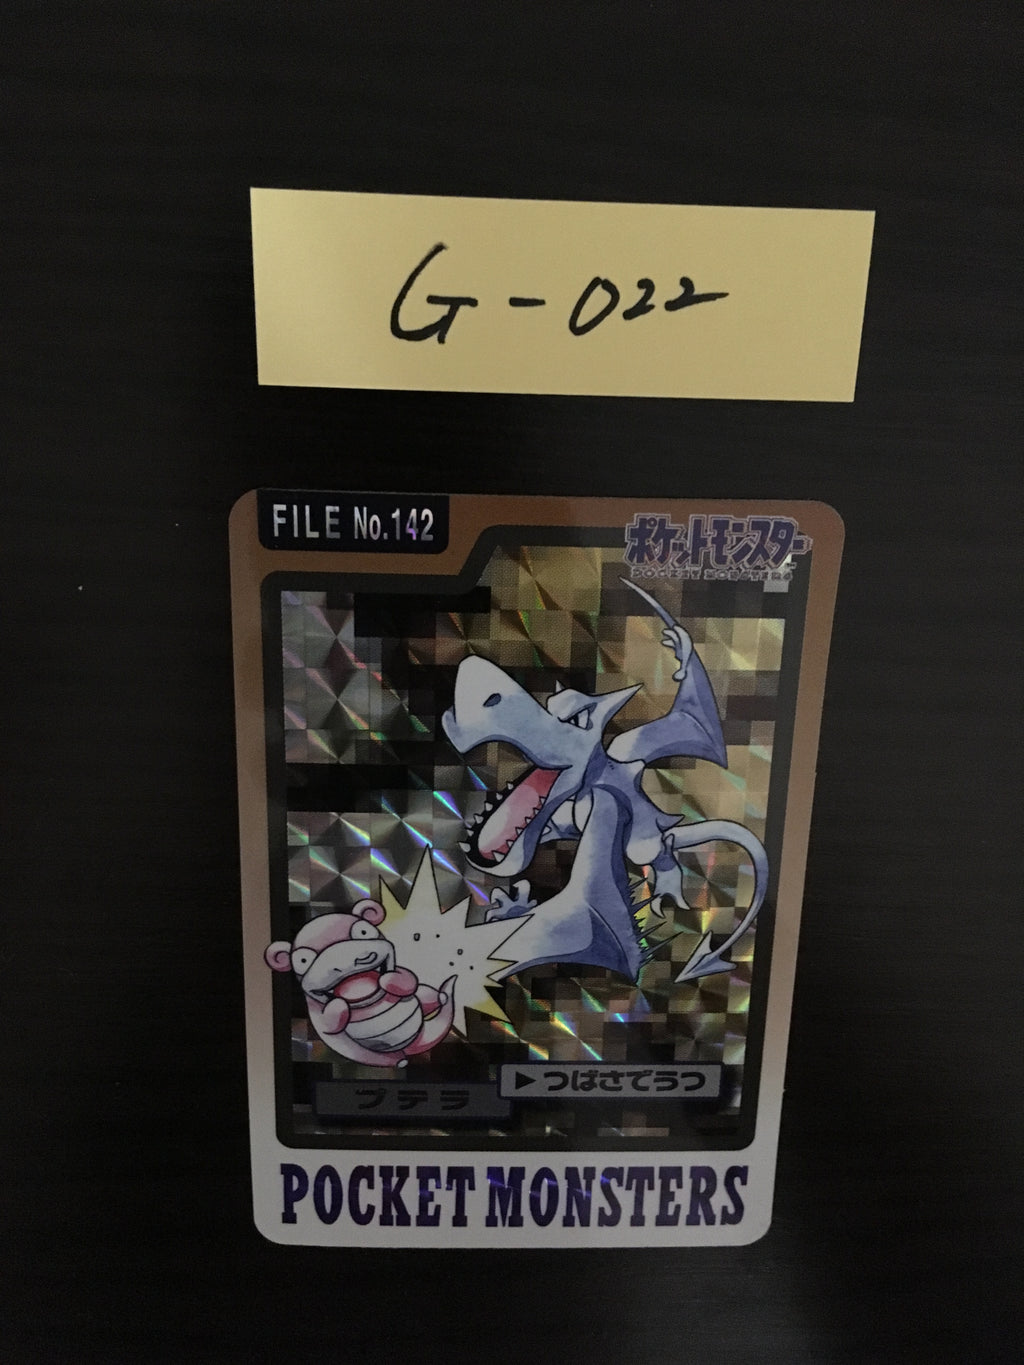 G-022
FILE No.142
ポケットモンスター
POCKET MONSTERS
▶つばさでうつ
プテラ
POCKET MONSTERS